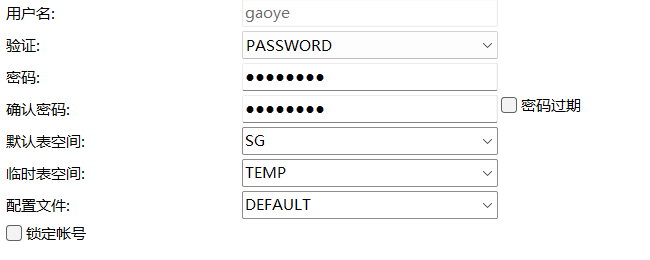 用户名: gaoye
验证: PASSWORD
密码: ●●●●●●●●
确认密码: ●●●●●●●● 密码过期
默认表空间: SG
临时表空间: TEMP
配置文件: DEFAULT
锁定帐号